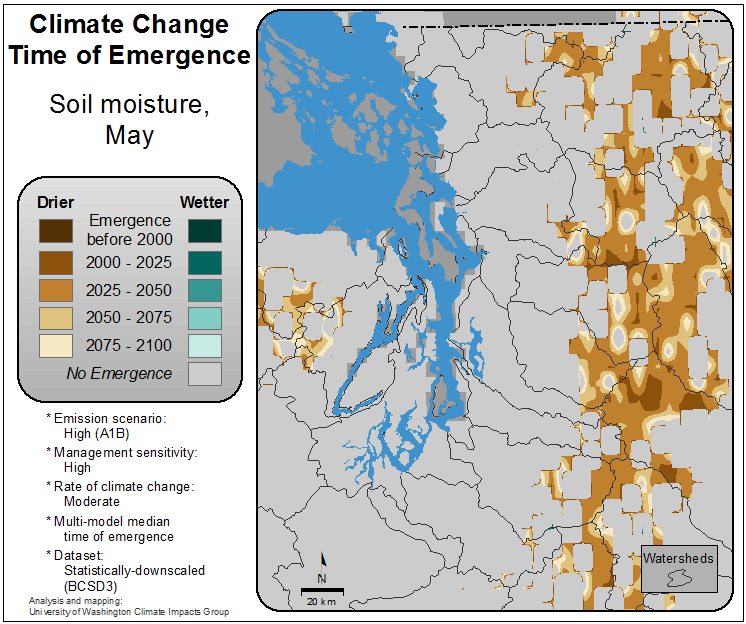 Climate Change
Time of Emergence
Soil moisture,
May
Drier
Wetter
Emergence
before 2000
2000 - 2025
2025 - 2050
2050 - 2075
2075 - 2100
No Emergence
* Emission scenario:
High (A1B)
* Management sensitivity:
High
* Rate of climate change:
Moderate
* Multi-model median
time of emergence
* Dataset:
Statistically-downscaled
(BCSD3)
Analysis and mapping:
University of Washington Climate Impacts Group
N
20 km
Watersheds